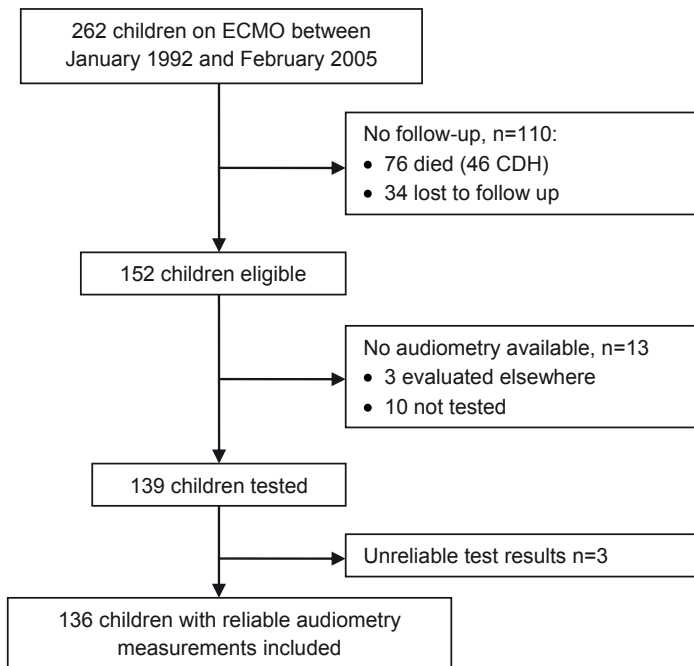 262 children on ECMO between
January 1992 and February 2005
No follow-up, n=110:
• 76 died (46 CDH)
• 34 lost to follow up
152 children eligible
No audiometry available, n=13
• 3 evaluated elsewhere
• 10 not tested
139 children tested
Unreliable test results n=3
136 children with reliable audiometry
measurements included